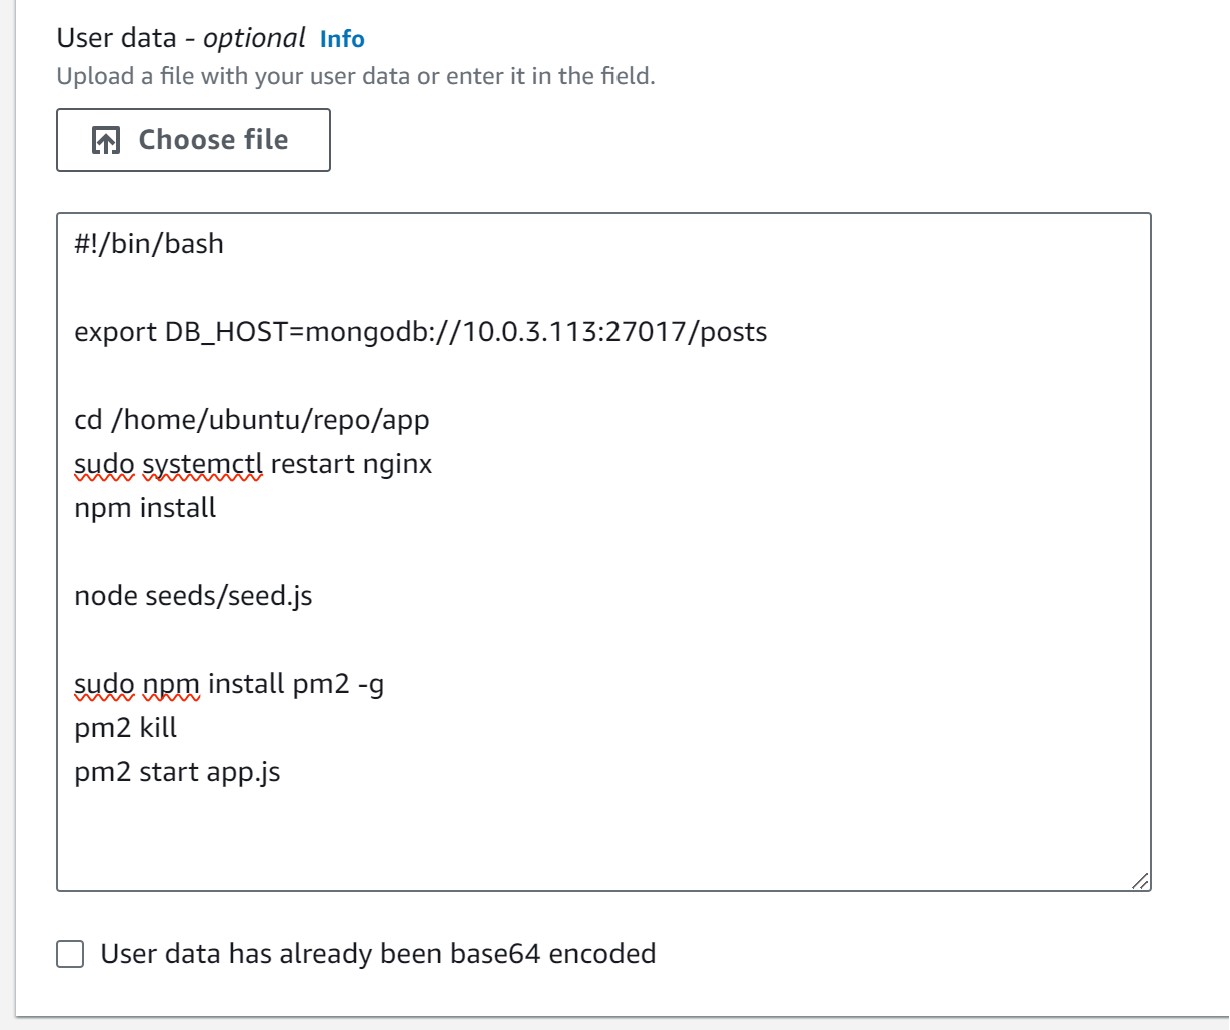 User data - optional Info
Upload a file with your user data or enter it in the field.
Choose file
#!/bin/bash
export DB_HOST=mongodb://10.0.3.113:27017/posts
cd /home/ubuntu/repo/app
sudo systemctl restart nginx
npm install
node seeds/seed.js
sudo npm install pm2 -g
pm2 kill
pm2 start app.js
User data has already been base64 encoded